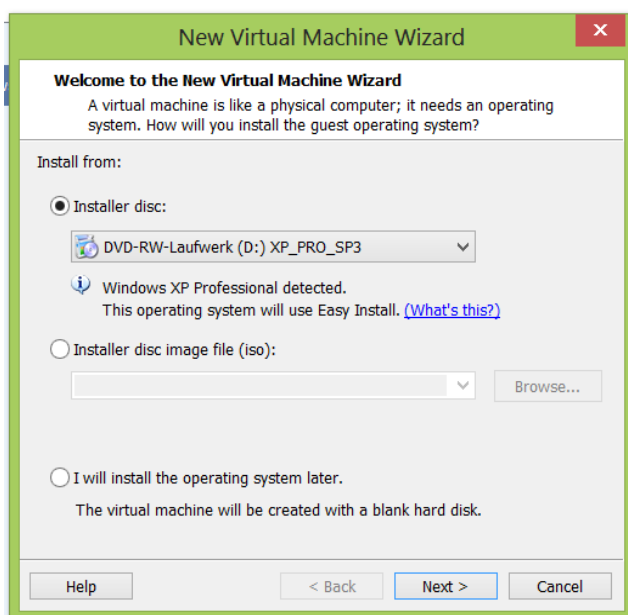 New Virtual Machine Wizard
Welcome to the New Virtual Machine Wizard
A virtual machine is like a physical computer; it needs an operating
system. How will you install the guest operating system?
Install from:
Installer disc:
DVD-RW-Laufwerk (D:) XP_PRO_SP3
Windows XP Professional detected.
This operating system will use Easy Install. (What's this?)
Installer disc image file (iso):
Browse...
I will install the operating system later.
The virtual machine will be created with a blank hard disk.
Help < Back Next > Cancel